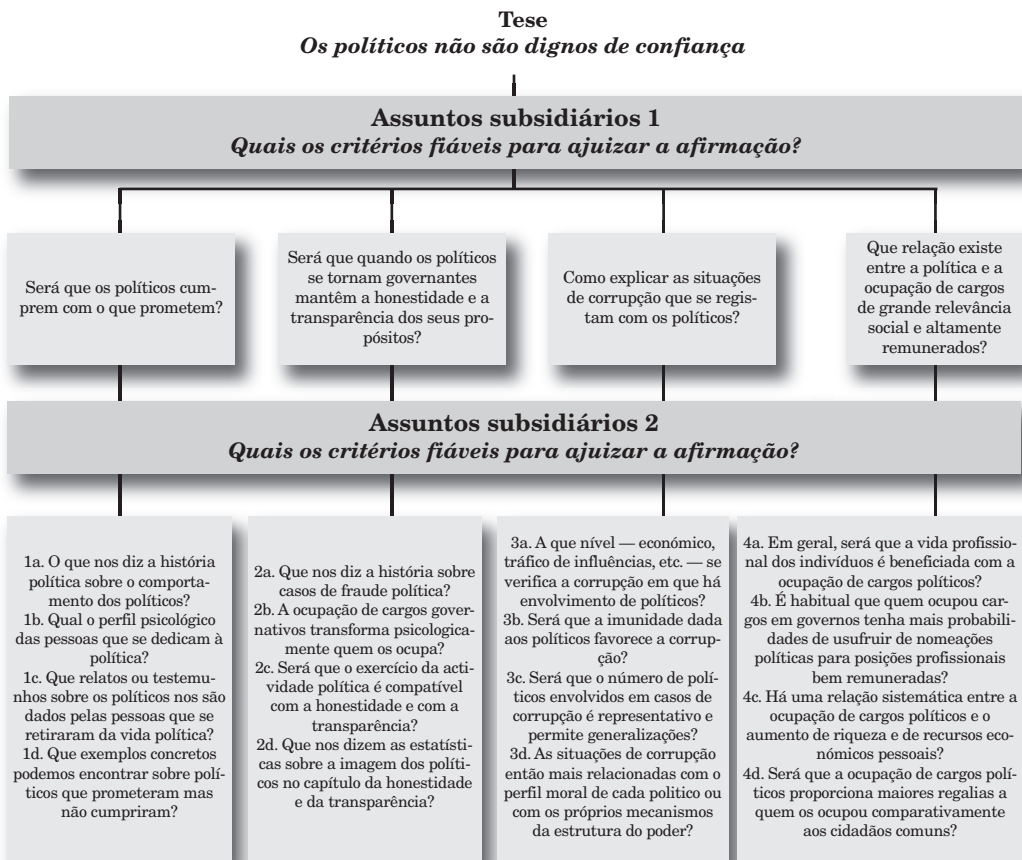 Tese
Os políticos não são dignos de confiança
Assuntos subsidiários 1
Quais os critérios fiáveis para ajuizar a afirmação?
Será que os políticos cum-
prem com o que prometem?
Será que quando os políticos
se tornam governantes
mantêm a honestidade e a
transparência dos seus pro-
pósitos?
Como explicar as situações
de corrupção que se regis-
tam com os políticos?
Que relação existe
entre a política e a
ocupação de cargos
de grande relevância
social e altamente
remunerados?
Assuntos subsidiários 2
Quais os critérios fiáveis para ajuizar a afirmação?
1a. O que nos diz a história
política sobre o comporta-
mento dos políticos?
1b. Qual o perfil psicológico
das pessoas que se dedicam à
política?
1c. Que relatos ou testemu-
nhos sobre os políticos nos são
dados pelas pessoas que se
retiraram da vida política?
1d. Que exemplos concretos
podemos encontrar sobre polí-
ticos que prometeram mas
não cumpriram?
2a. Que nos diz a história sobre
casos de fraude política?
2b. A ocupação de cargos gover-
nativos transforma psicologica-
mente quem os ocupa?
2c. Será que o exercício da acti-
vidade política é compatível
com a honestidade e com a
transparência?
2d. Que nos dizem as estatísti-
cas sobre a imagem dos políti-
cos no capítulo da honestidade
e da transparência?
3a. A que nível — económico,
tráfico de influências, etc. — se
verifica a corrupção em que há
envolvimento de políticos?
3b. Será que a imunidade dada
aos políticos favorece a corrup-
ção?
3c. Será que o número de polí-
ticos envolvidos em casos de
corrupção é representativo e
permite generalizações?
3d. As situações de corrupção
então mais relacionadas com o
perfil moral de cada politico ou
com os próprios mecanismos
da estrutura do poder?
4a. Em geral, será que a vida profissio-
nal dos indivíduos é beneficiada com a
ocupação de cargos políticos?
4b. É habitual que quem ocupou car-
gos em governos tenha mais probabili-
dades de usufruir de nomeações
políticas para posições profissionais
bem remuneradas?
4c. Há uma relação sistemática entre a
ocupação de cargos políticos e o
aumento de riqueza e de recursos eco-
nómicos pessoais?
4d. Será que a ocupação de cargos polí-
ticos proporciona maiores regalias a
quem os ocupou comparativamente
aos cidadãos comuns?